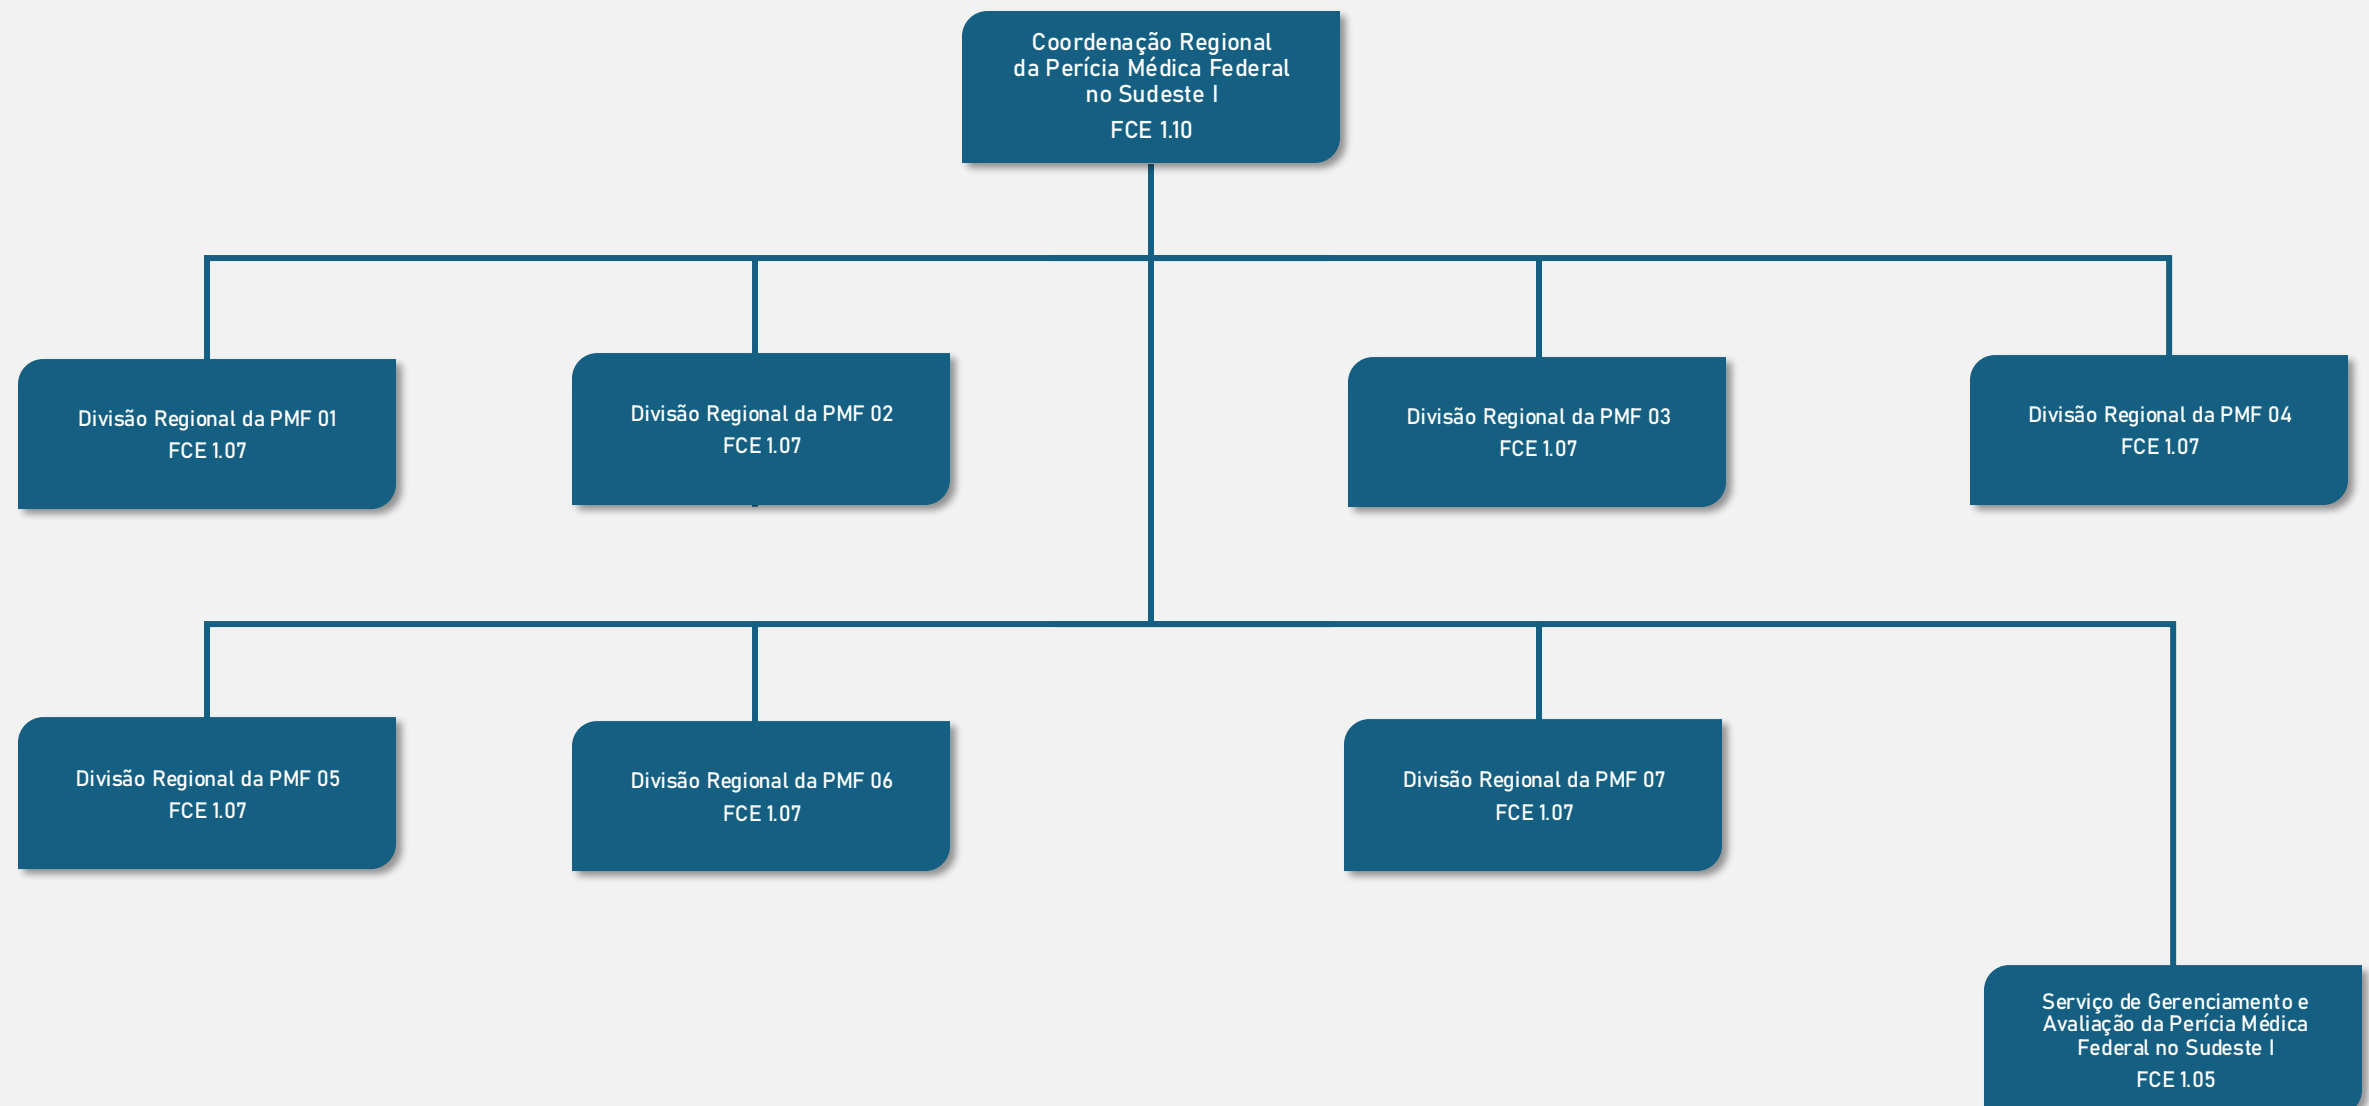 Coordenação Regional
da Perícia Médica Federal
no Sudeste I
FCE 1.10
Divisão Regional da PMF 01
FCE 1.07
Divisão Regional da PMF 02
FCE 1.07
Divisão Regional da PMF 03
FCE 1.07
Divisão Regional da PMF 04
FCE 1.07
Divisão Regional da PMF 05
FCE 1.07
Divisão Regional da PMF 06
FCE 1.07
Divisão Regional da PMF 07
FCE 1.07
Serviço de Gerenciamento e
Avaliação da Perícia Médica
Federal no Sudeste I
FCE 1.05